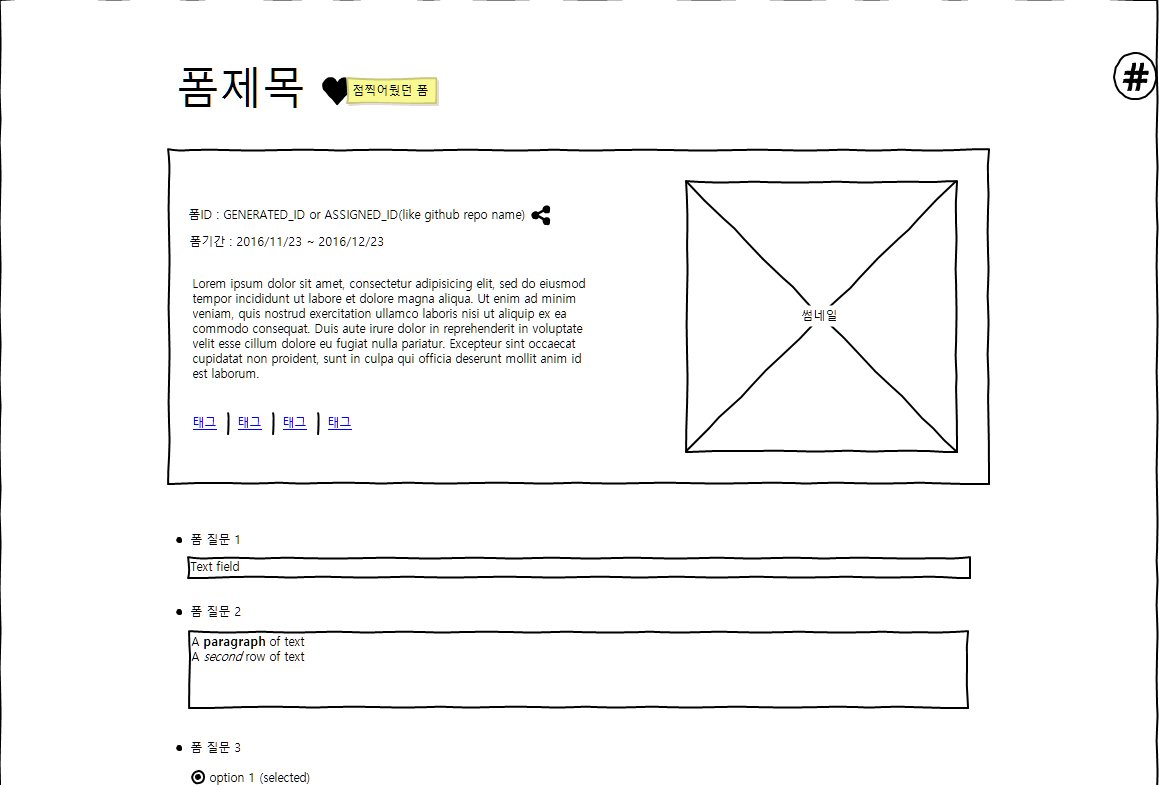 폼제목
점찍어뒀던 폼
#
폼ID : GENERATED_ID or ASSIGNED_ID(like github repo name)
폼기간 : 2016/11/23 ~ 2016/12/23
Lorem ipsum dolor sit amet, consectetur adipisicing elit, sed do eiusmod
tempor incididunt ut labore et dolore magna aliqua. Ut enim ad minim
veniam, quis nostrud exercitation ullamco laboris nisi ut aliquip ex ea
commodo consequat. Duis aute irure dolor in reprehenderit in voluptate
velit esse cillum dolore eu fugiat nulla pariatur. Excepteur sint occaecat
cupidatat non proident, sunt in culpa qui officia deserunt mollit anim id
est laborum.
태그 | 태그 | 태그 | 태그
썸네일
폼 질문 1
Text field
폼 질문 2
A paragraph of text
A second row of text
폼 질문 3
option 1 (selected)